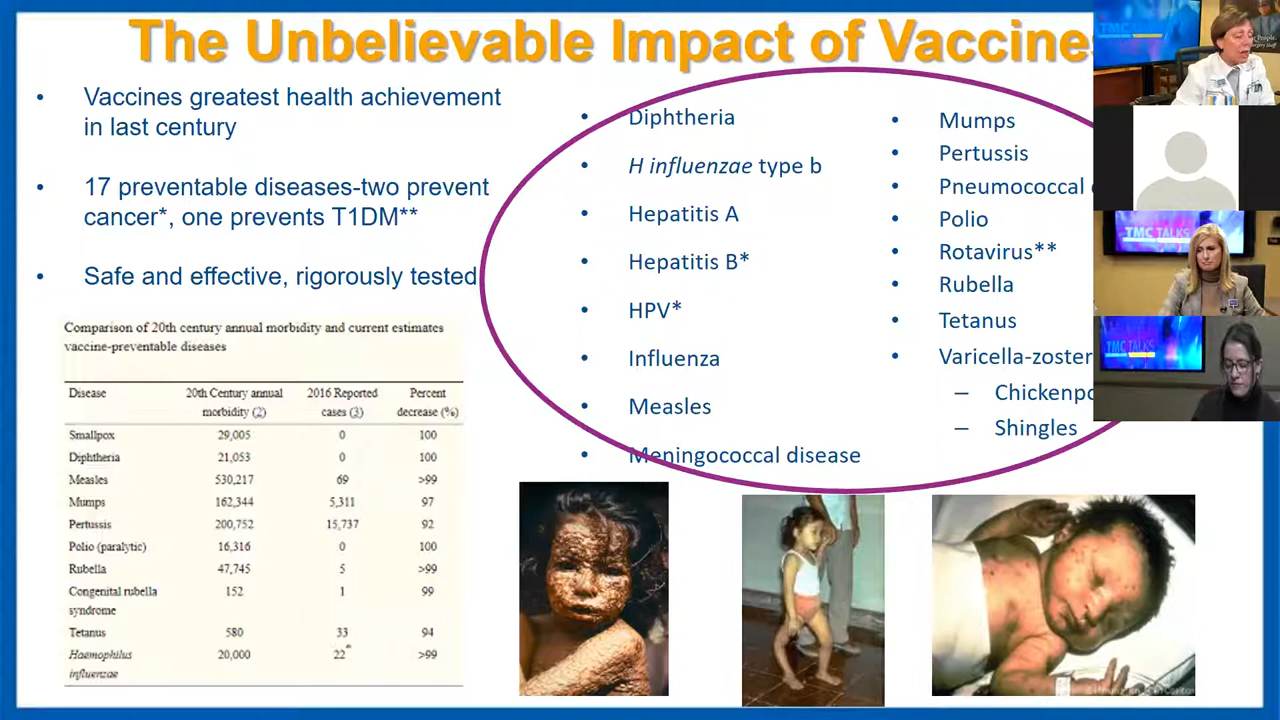 The Unbelievable Impact of Vaccines
• Vaccines greatest health achievement
in last century
• 17 preventable diseases-two prevent
cancer*, one prevents T1DM**
• Safe and effective, rigorously tested
• Diphtheria
• H influenzae type b
• Hepatitis A
• Hepatitis B*
• HPV*
• Influenza
• Measles
• Meningococcal disease
• Mumps
• Pertussis
• Pneumococcal
• Polio
• Rotavirus**
• Rubella
• Tetanus
• Varicella-zoster
– Chickenpo
– Shingles
Comparison of 20th century annual morbidity and current estimates
vaccine-preventable diseases
Disease 20th Century annual morbidity (2) 2016 Reported cases (3) Percent decrease (%)
Smallpox 29,005 0 100
Diphtheria 21,053 0 100
Measles 530,217 69 >99
Mumps 162,344 5,311 97
Pertussis 200,752 15,737 92
Polio (paralytic) 16,316 0 100
Rubella 47,745 5 >99
Congenital rubella syndrome 152 1 99
Tetanus 580 33 94
Haemophilus influenzae 20,000 22* >99
TMC TALKS
TMC TALKS
TMC TALKS